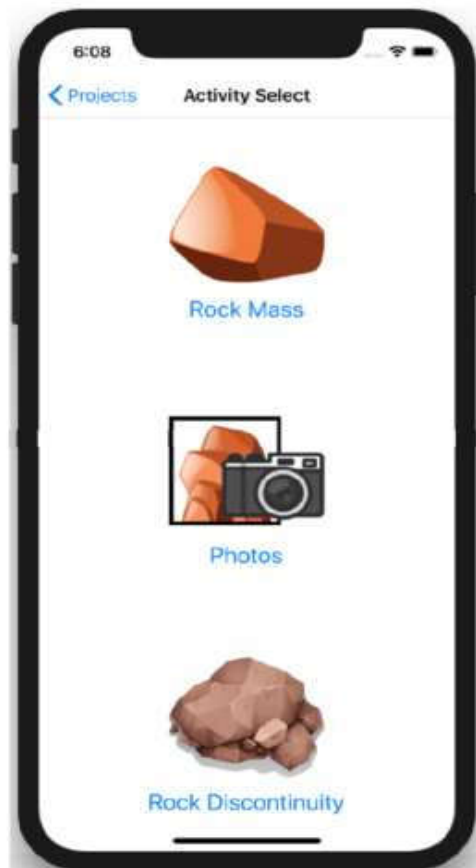 6:08
Projects
Activity Select
Rock Mass
Photos
Rock Discontinuity